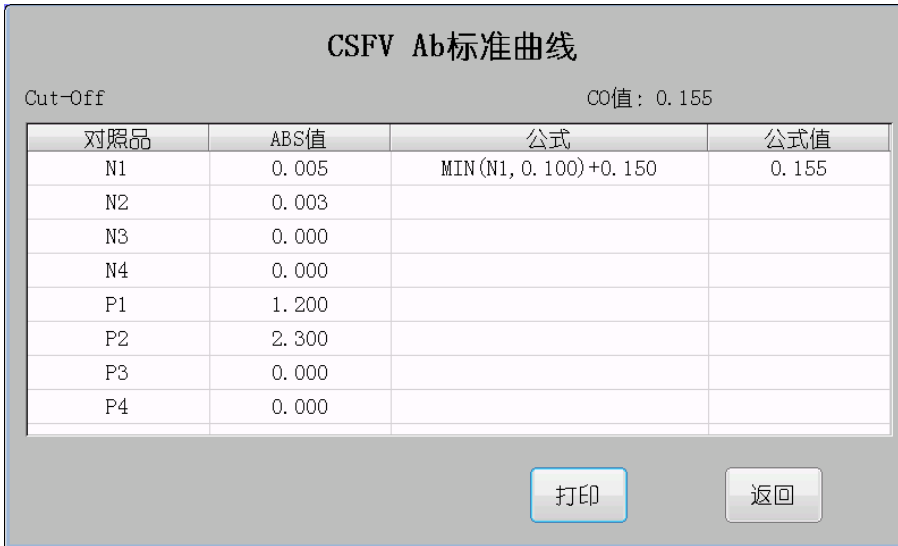 CSFV Ab标准曲线
Cut-Off CO值: 0.155
对照品 ABS值 公式 公式值
N1 0.005 MIN(N1,0.100)+0.150 0.155
N2 0.003
N3 0.000
N4 0.000
P1 1.200
P2 2.300
P3 0.000
P4 0.000
打印 返回